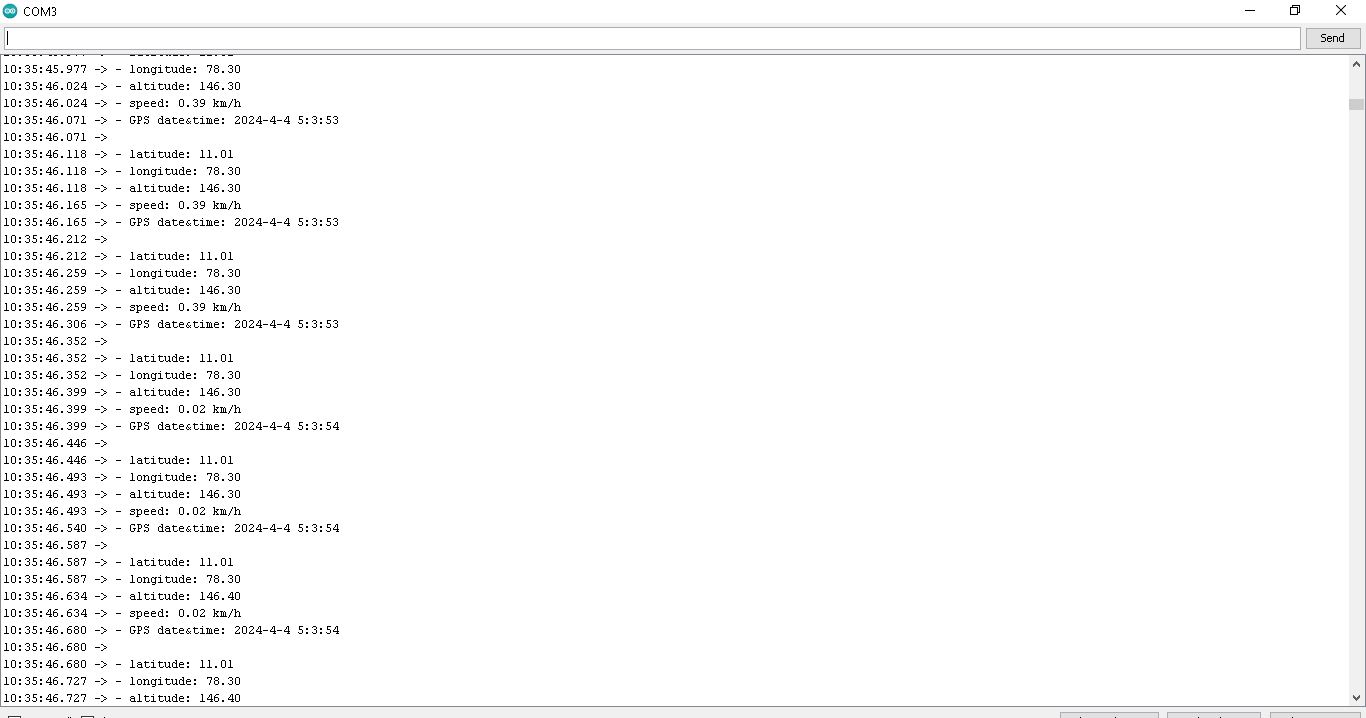 COM3
Send
10:35:45.977 -> - longitude: 78.30
10:35:46.024 -> - altitude: 146.30
10:35:46.024 -> - speed: 0.39 km/h
10:35:46.071 -> - GPS date&time: 2024-4-4 5:3:53
10:35:46.071 ->
10:35:46.118 -> - latitude: 11.01
10:35:46.118 -> - longitude: 78.30
10:35:46.118 -> - altitude: 146.30
10:35:46.165 -> - speed: 0.39 km/h
10:35:46.165 -> - GPS date&time: 2024-4-4 5:3:53
10:35:46.212 ->
10:35:46.212 -> - latitude: 11.01
10:35:46.259 -> - longitude: 78.30
10:35:46.259 -> - altitude: 146.30
10:35:46.259 -> - speed: 0.39 km/h
10:35:46.306 -> - GPS date&time: 2024-4-4 5:3:53
10:35:46.352 ->
10:35:46.352 -> - latitude: 11.01
10:35:46.352 -> - longitude: 78.30
10:35:46.399 -> - altitude: 146.30
10:35:46.399 -> - speed: 0.02 km/h
10:35:46.399 -> - GPS date&time: 2024-4-4 5:3:54
10:35:46.446 ->
10:35:46.446 -> - latitude: 11.01
10:35:46.493 -> - longitude: 78.30
10:35:46.493 -> - altitude: 146.30
10:35:46.493 -> - speed: 0.02 km/h
10:35:46.540 -> - GPS date&time: 2024-4-4 5:3:54
10:35:46.587 ->
10:35:46.587 -> - latitude: 11.01
10:35:46.587 -> - longitude: 78.30
10:35:46.634 -> - altitude: 146.40
10:35:46.634 -> - speed: 0.02 km/h
10:35:46.680 -> - GPS date&time: 2024-4-4 5:3:54
10:35:46.680 ->
10:35:46.680 -> - latitude: 11.01
10:35:46.727 -> - longitude: 78.30
10:35:46.727 -> - altitude: 146.40